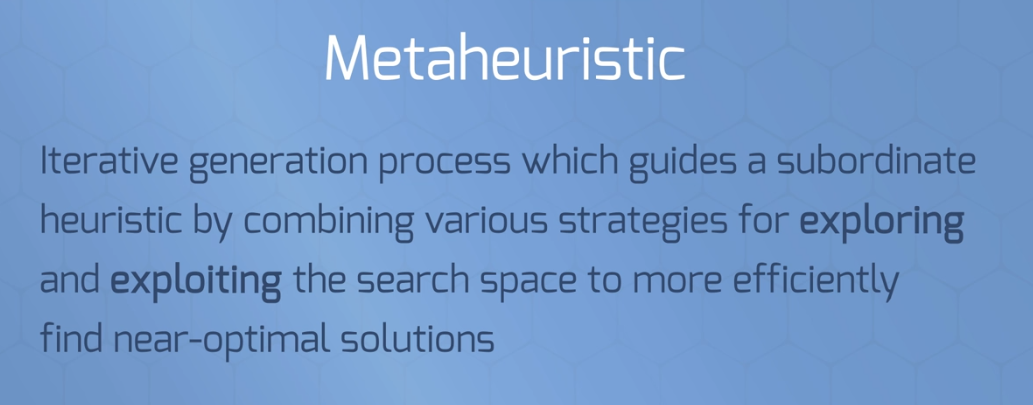 Metaheuristic
Iterative generation process which guides a subordinate
heuristic by combining various strategies for exploring
and exploiting the search space to more efficiently
find near-optimal solutions